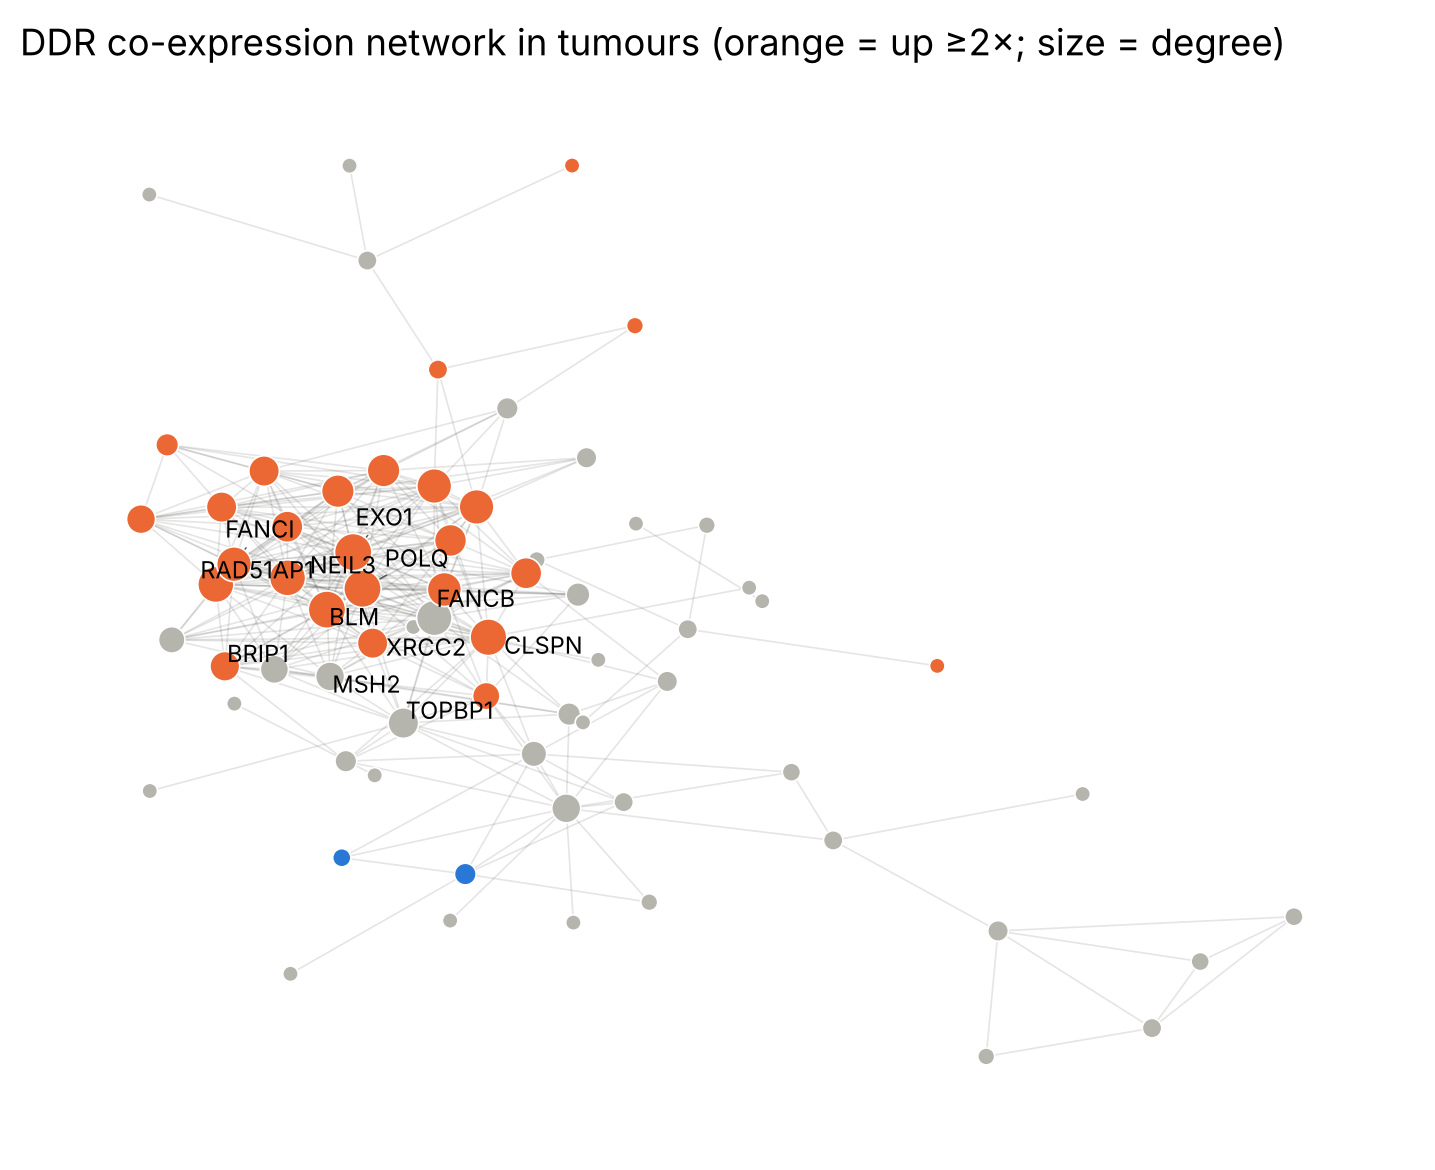 DDR co-expression network in tumours (orange = up ≥2×; size = degree)
EXO1
FANCI
POLQ
NEIL3
RAD51AP1
FANCB
BLM
CLSPN
XRCC2
BRIP1
MSH2
TOPBP1